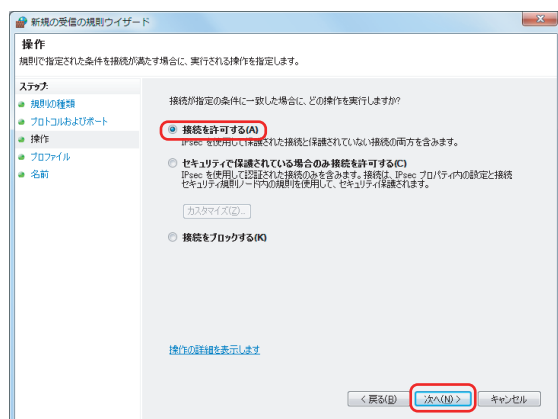 新規の受信の規則ウィザード
操作
規則で指定された条件を接続が満たす場合に、実行される操作を指定します。
ステップ:
規則の種類
プロトコルおよびポート
操作
プロファイル
名前
接続が指定の条件に一致した場合に、どの操作を実行しますか?
接続を許可する(A)
IPsec を使用して保護された接続と保護されていない接続の両方を含みます。
セキュリティで保護されている場合のみ接続を許可する(C)
IPsec を使用して認証された接続のみを含みます。接続は、IPsec プロパティ内の設定と接続
セキュリティ規則ノード内の規則を使用して、セキュリティ保護されます。
カスタマイズ(Z)...
接続をブロックする(K)
操作の詳細を表示します
< 戻る(B)
次へ(N) >
キャンセル